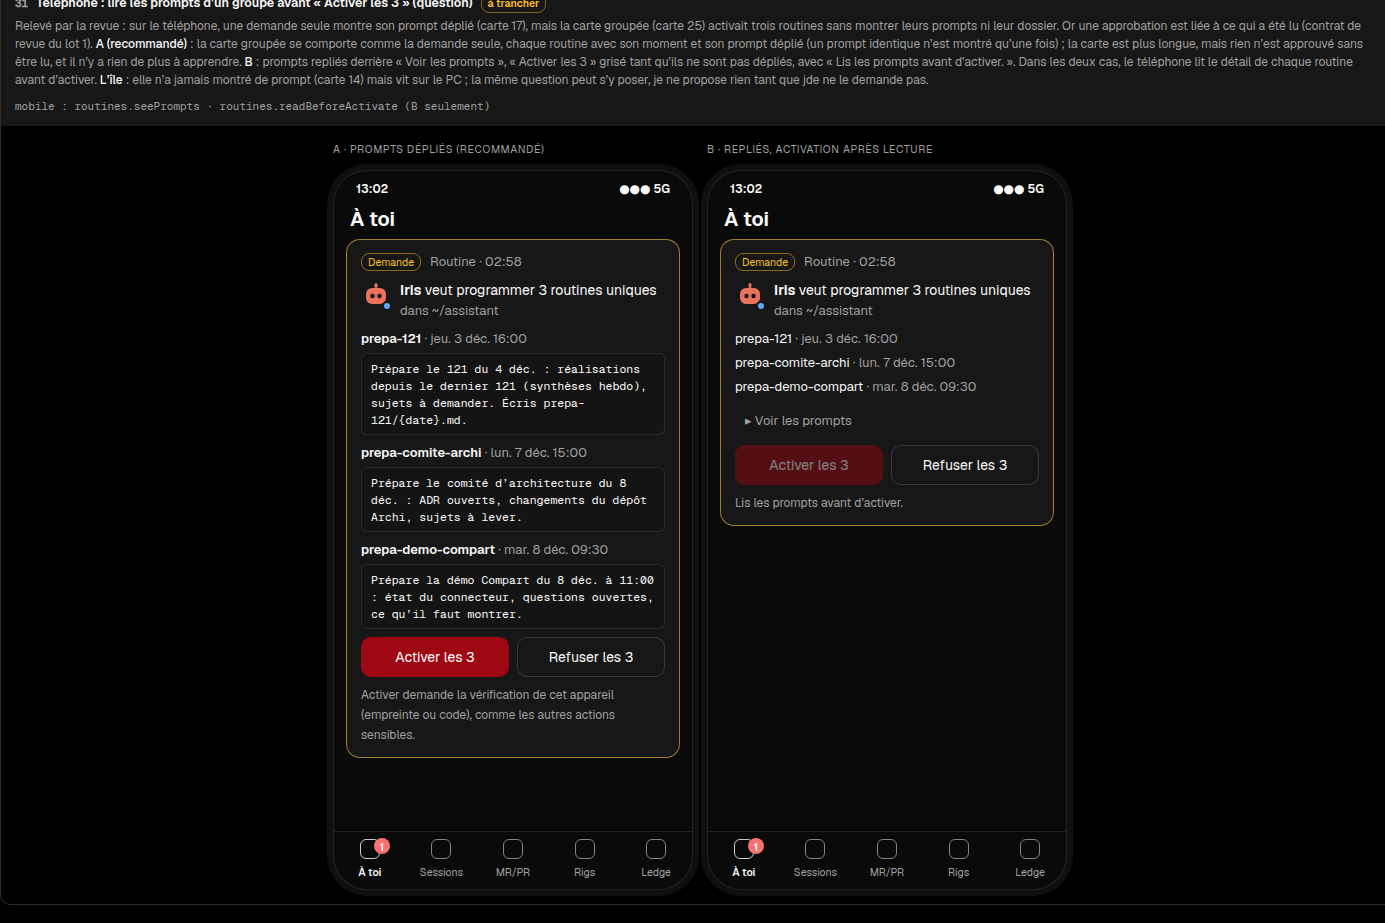 31 Téléphone : lire les prompts d'un groupe avant « Activer les 3 » (question) à trancher
Relevé par la revue : sur le téléphone, une demande seule montre son prompt déplié (carte 17), mais la carte groupée (carte 25) activait trois routines sans montrer leurs prompts ni leur dossier. Or une approbation est liée à ce qui a été lu (contrat de
revue du lot 1). A (recommandé) : la carte groupée se comporte comme la demande seule, chaque routine avec son moment et son prompt déplié (un prompt identique n'est montré qu'une fois) ; la carte est plus longue, mais rien n'est approuvé sans
être lu, et il n'y a rien de plus à apprendre. B : prompts repliés derrière « Voir les prompts », « Activer les 3 » grisé tant qu'ils ne sont pas dépliés, avec « Lis les prompts avant d'activer. ». Dans les deux cas, le téléphone lit le détail de chaque routine
avant d'activer. L'île : elle n'a jamais montré de prompt (carte 14) mais vit sur le PC ; la même question peut s'y poser, je ne propose rien tant que jde ne le demande pas.
mobile : routines.seePrompts · routines.readBeforeActivate (B seulement)
A · PROMPTS DÉPLIÉS (RECOMMANDÉ)
13:02 ●●● 5G
À toi
Demande Routine · 02:58
Iris veut programmer 3 routines uniques
dans ~/assistant
prepa-121 · jeu. 3 déc. 16:00
Prépare le 121 du 4 déc. : réalisations
depuis le dernier 121 (synthèses hebdo),
sujets à demander. Écris prepa-
121/{date}.md.
prepa-comite-archi · lun. 7 déc. 15:00
Prépare le comité d'architecture du 8
déc. : ADR ouverts, changements du dépôt
Archi, sujets à lever.
prepa-demo-compart · mar. 8 déc. 09:30
Prépare la démo Compart du 8 déc. à 11:00
: état du connecteur, questions ouvertes,
ce qu'il faut montrer.
Activer les 3 Refuser les 3
Activer demande la vérification de cet appareil
(empreinte ou code), comme les autres actions
sensibles.
1
À toi Sessions MR/PR Rigs Ledge
B · REPLIÉS, ACTIVATION APRÈS LECTURE
13:02 ●●● 5G
À toi
Demande Routine · 02:58
Iris veut programmer 3 routines uniques
dans ~/assistant
prepa-121 · jeu. 3 déc. 16:00
prepa-comite-archi · lun. 7 déc. 15:00
prepa-demo-compart · mar. 8 déc. 09:30
▸ Voir les prompts
Activer les 3 Refuser les 3
Lis les prompts avant d'activer.
1
À toi Sessions MR/PR Rigs Ledge